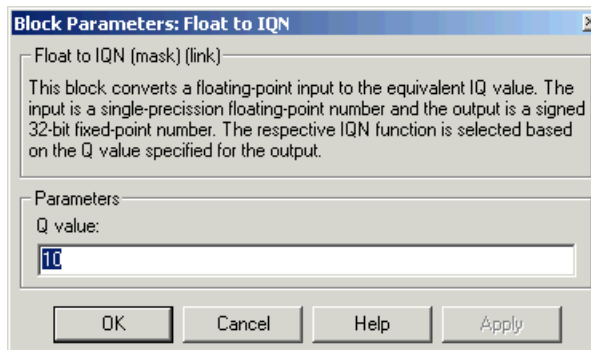 Block Parameters: Float to IQN
Float to IQN (mask) (link)
This block converts a floating-point input to the equivalent IQ value. The
input is a single-precission floating-point number and the output is a signed
32-bit fixed-point number. The respective IQN function is selected based
on the Q value specified for the output.
Parameters
Q value:
10
OK Cancel Help Apply